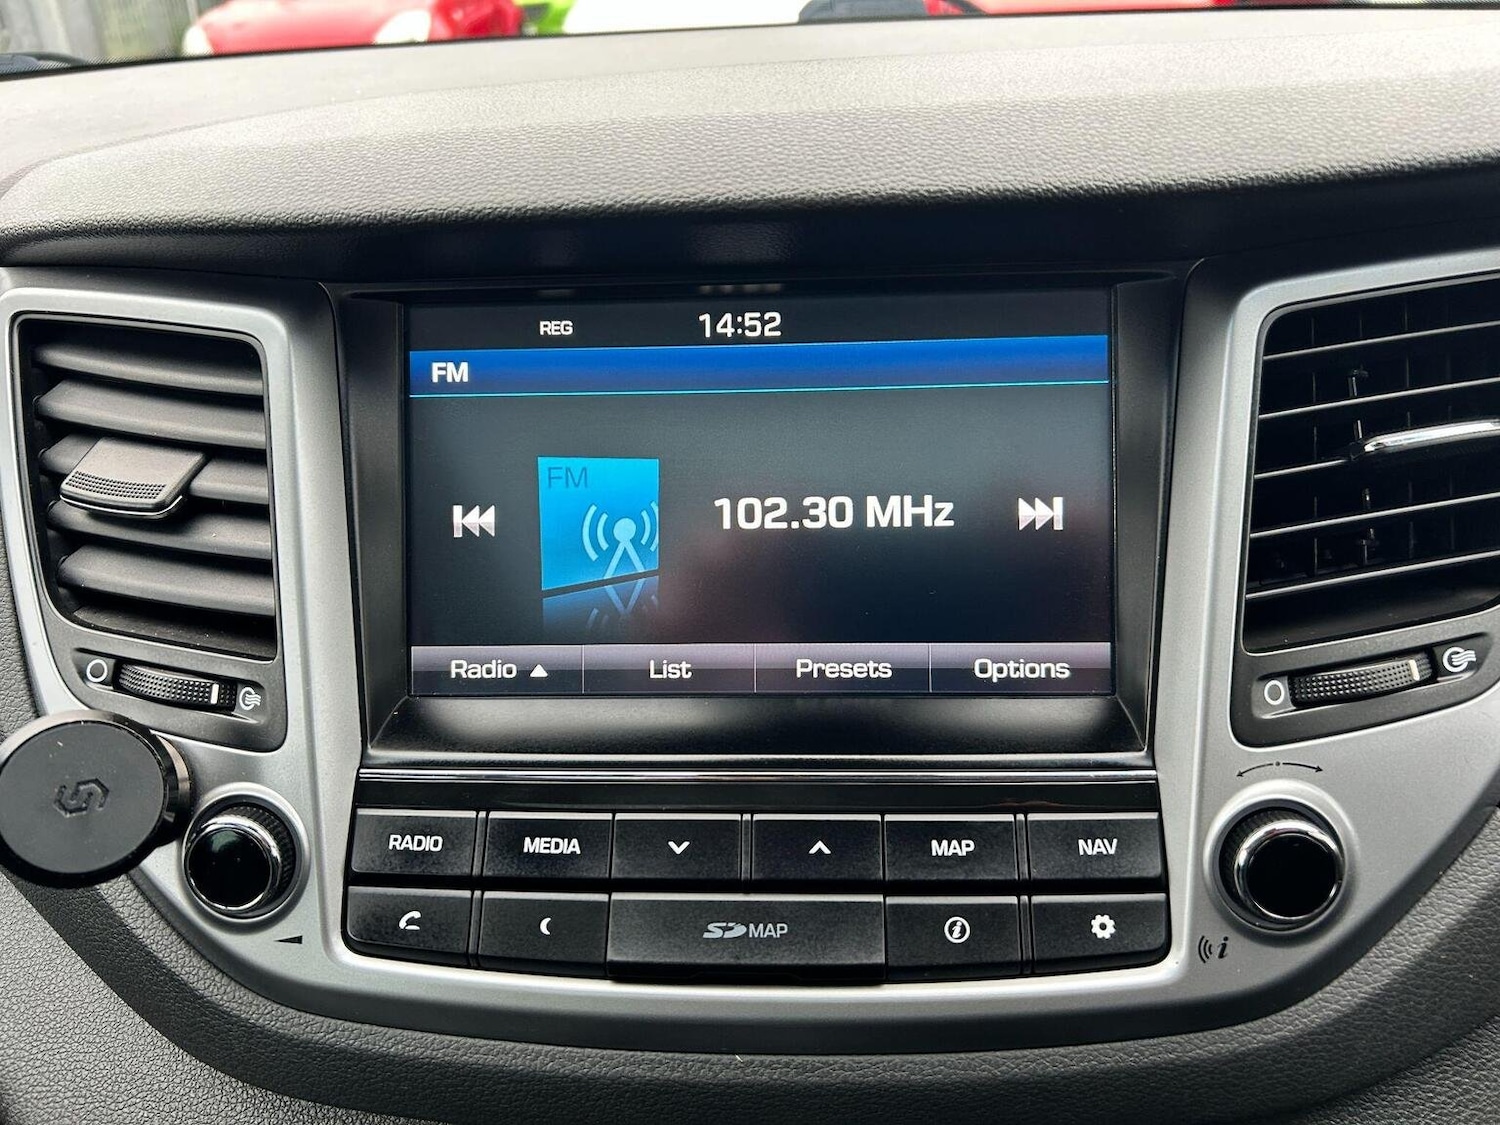 REG 14:52
FM
FM
102.30 MHz
Radio List Presets Options
RADIO MEDIA MAP NAV
SD MAP
i
i